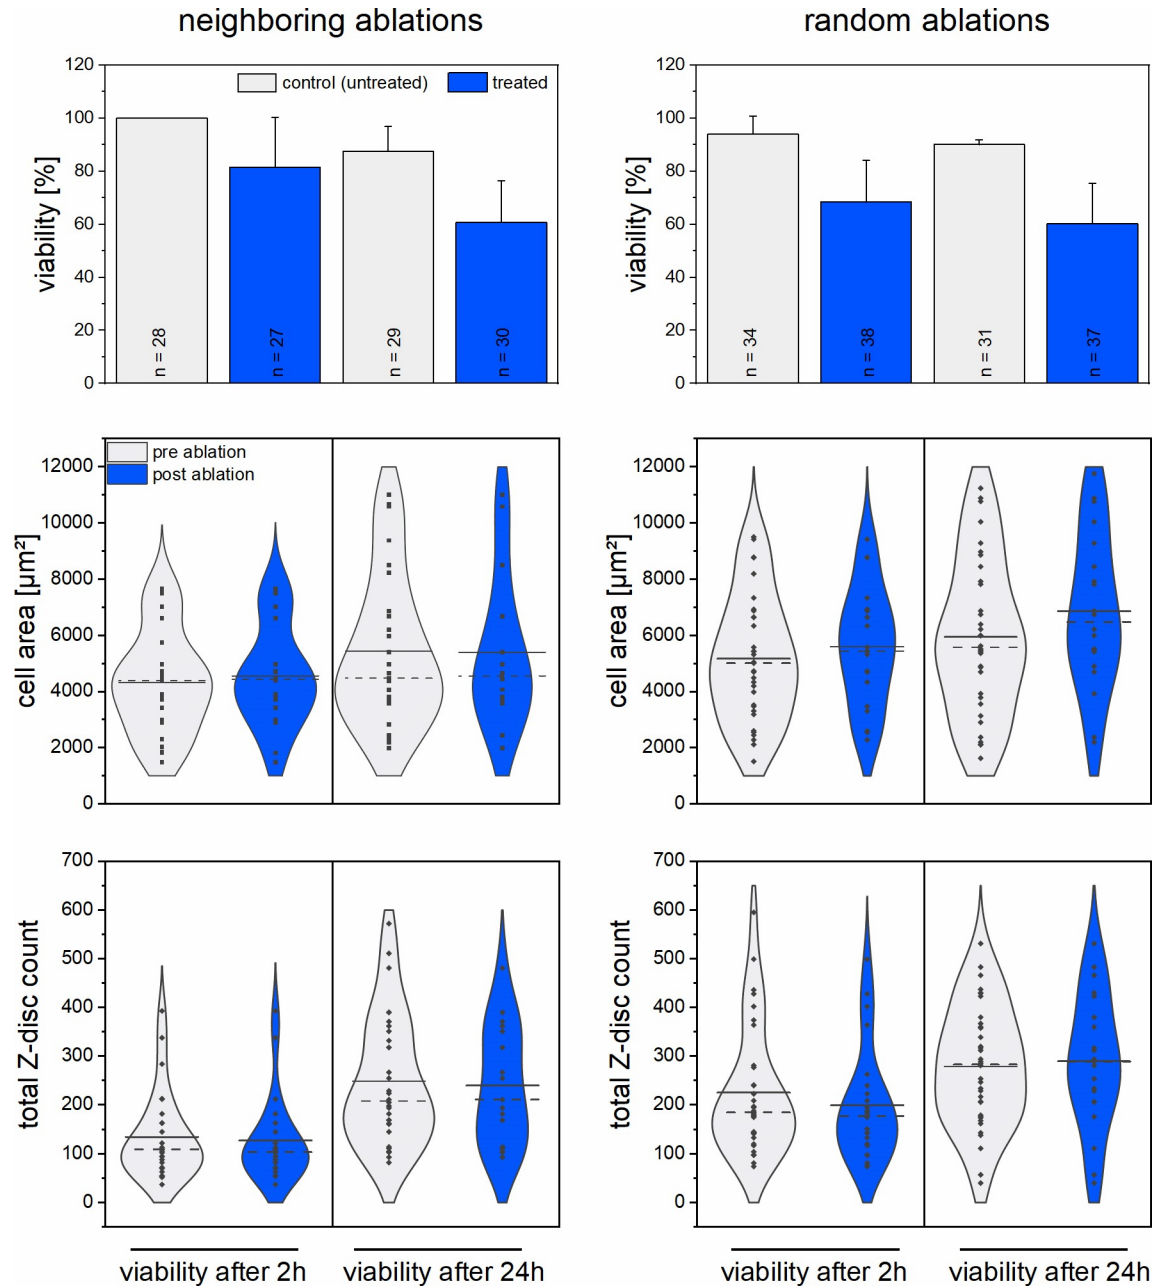 neighboring ablations
random ablations
120
100
80
60
40
20
0
viability [%]
control (untreated)
treated
n = 28
n = 27
n = 29
n = 30
120
100
80
60
40
20
0
viability [%]
n = 34
n = 38
n = 31
n = 37
12000
10000
8000
6000
4000
2000
0
cell area [µm²]
pre ablation
post ablation
12000
10000
8000
6000
4000
2000
0
cell area [µm²]
700
600
500
400
300
200
100
0
total Z-disc count
700
600
500
400
300
200
100
0
total Z-disc count
viability after 2h
viability after 24h
viability after 2h
viability after 24h